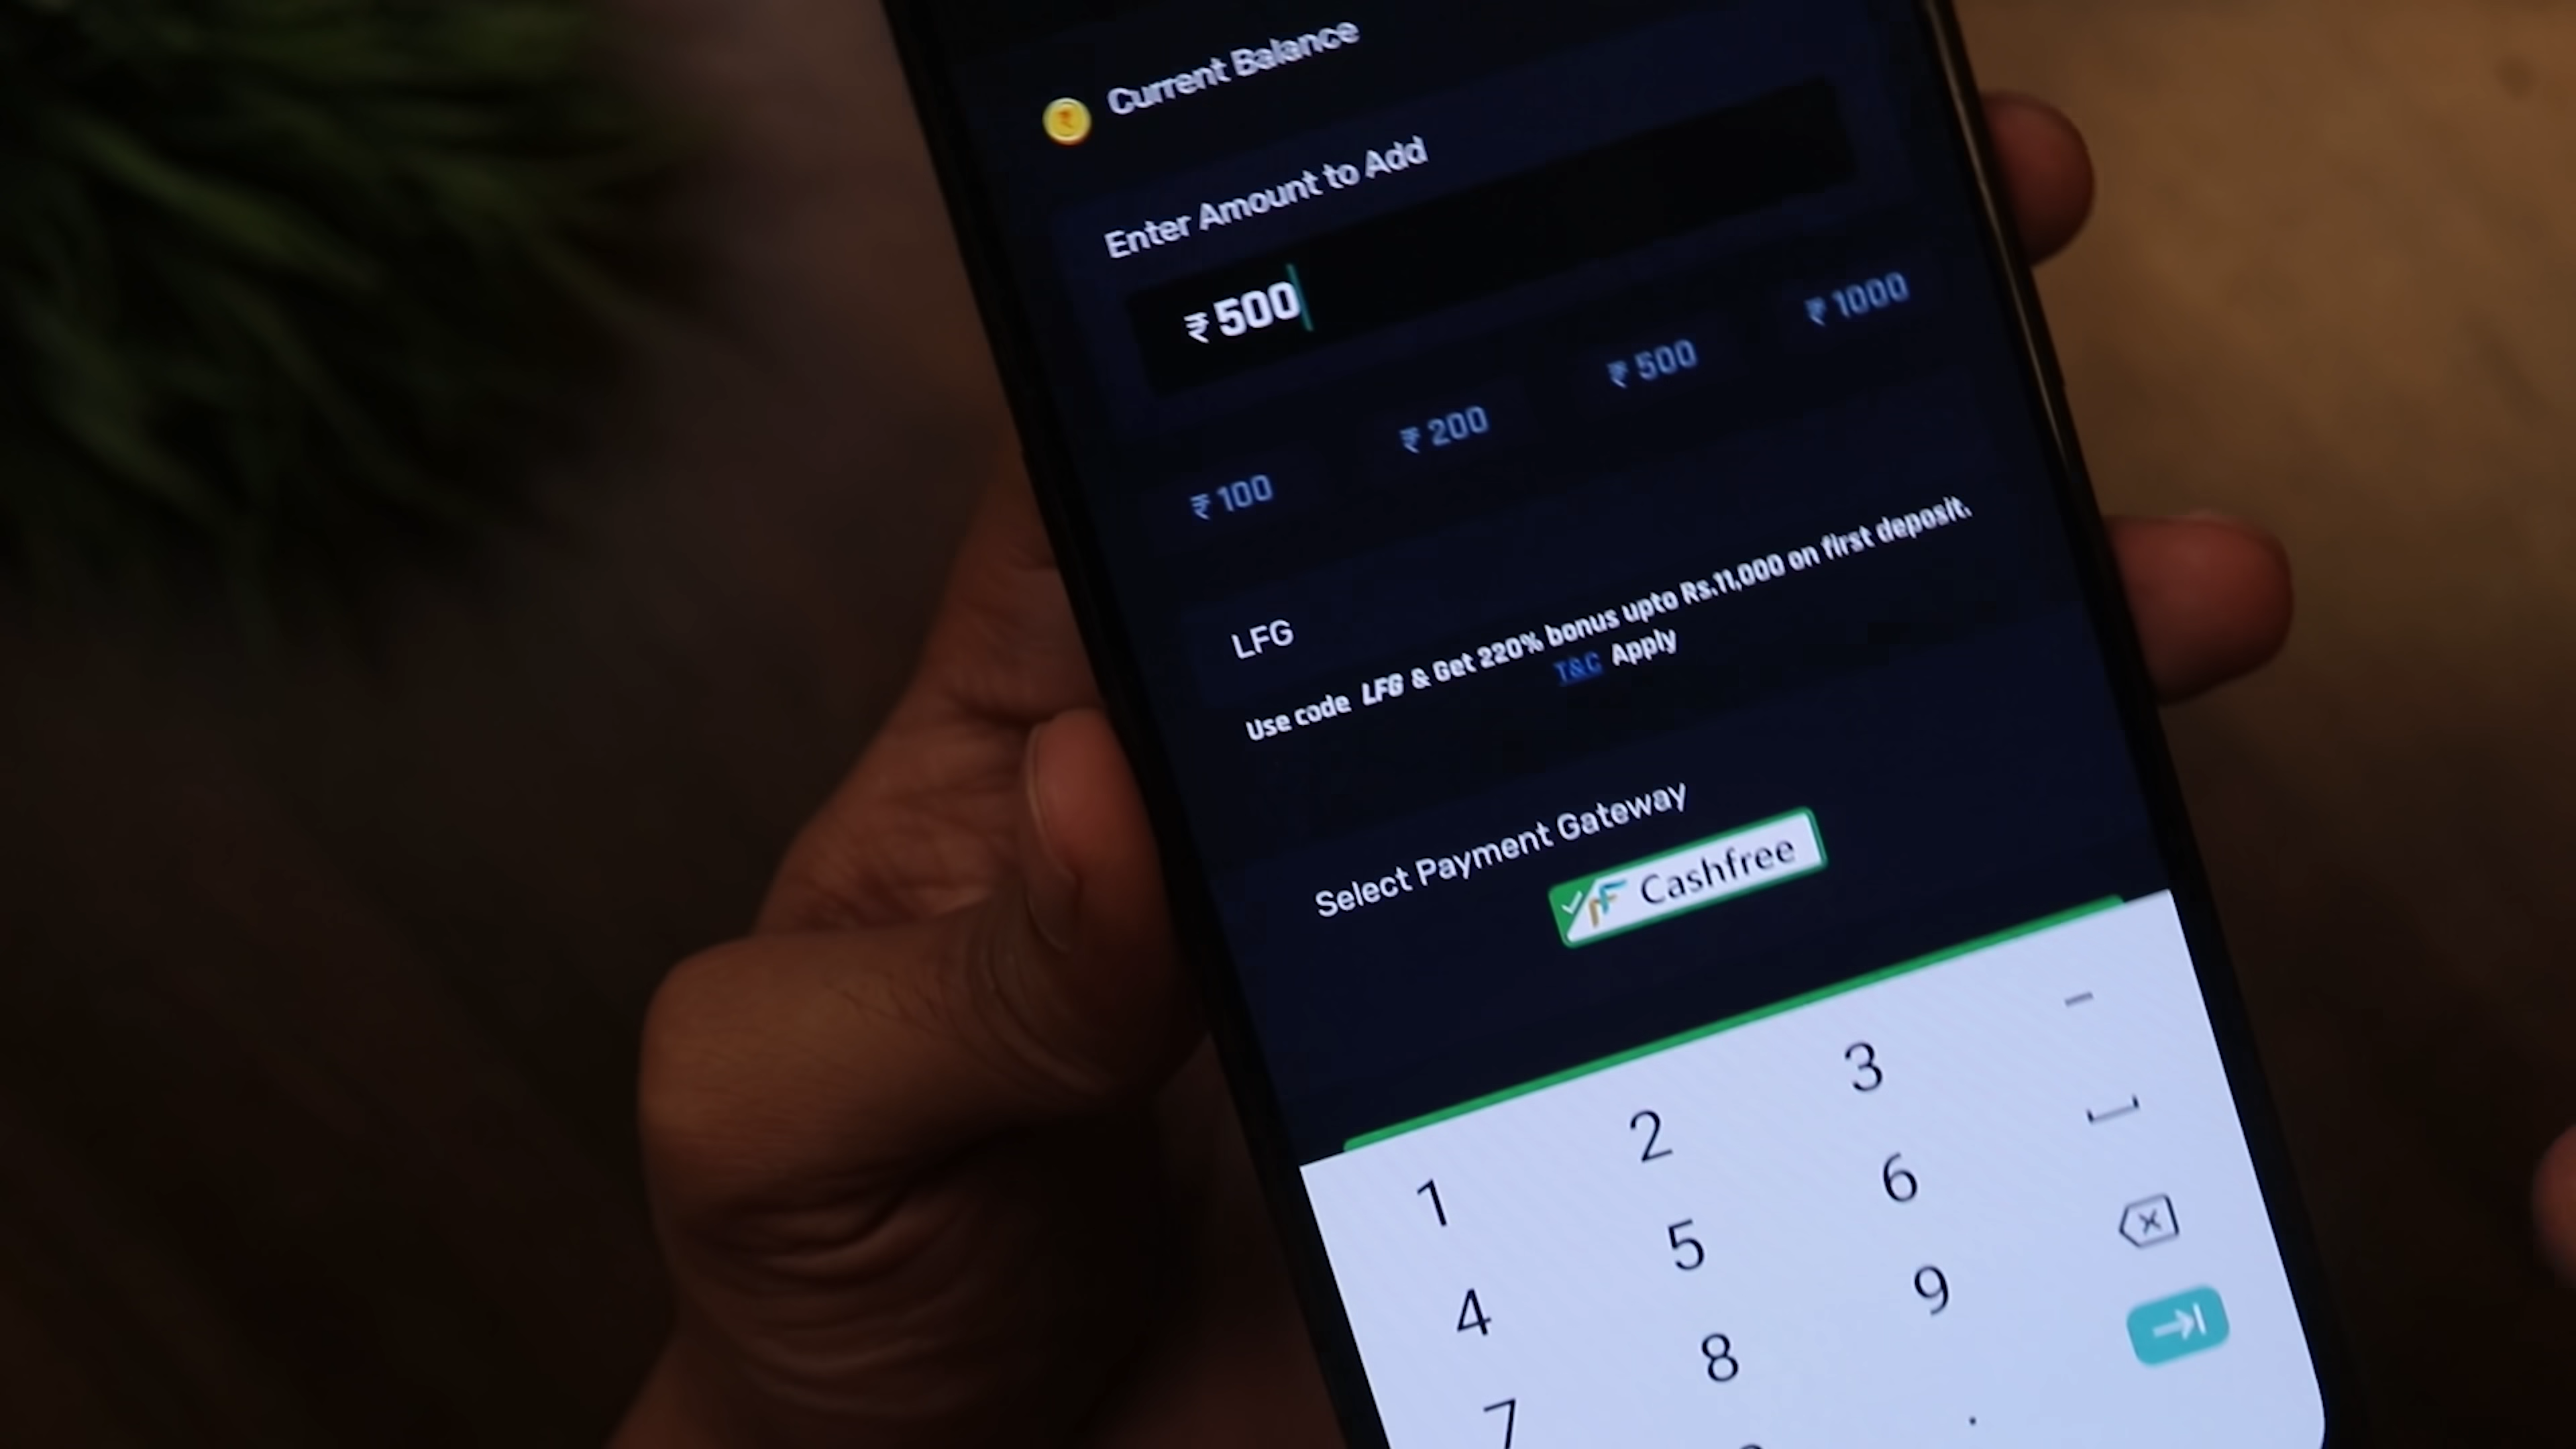 Current Balance
Enter Amount to Add
₹ 500
₹ 100 ₹ 200 ₹ 500 ₹ 1000
LFG
Use code LFG & Get 220% bonus upto Rs.11,000 on first deposit.
T&C Apply
Select Payment Gateway
Cashfree
1 2 3 -
4 5 6
7 8 9
.